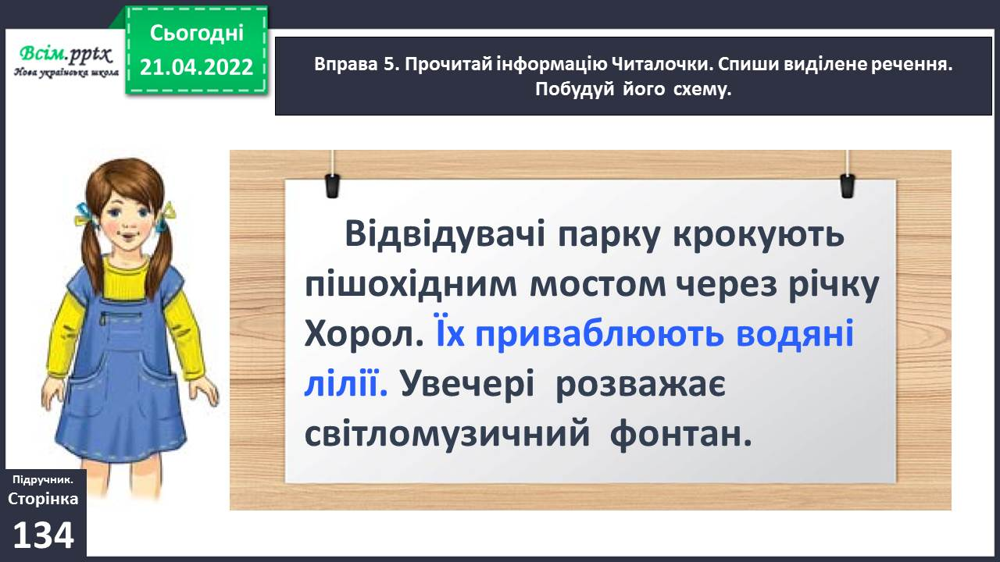 Сьогодні
21.04.2022
Всім.pptx
Нова українська школа
Вправа 5. Прочитай інформацію Читалочки. Спиши виділене речення.
Побудуй його схему.
Відвідувачі парку крокують
пішохідним мостом через річку
Хорол. Їх приваблюють водяні
лілії. Увечері розважає
світломузичний фонтан.
Підручник.
Сторінка
134